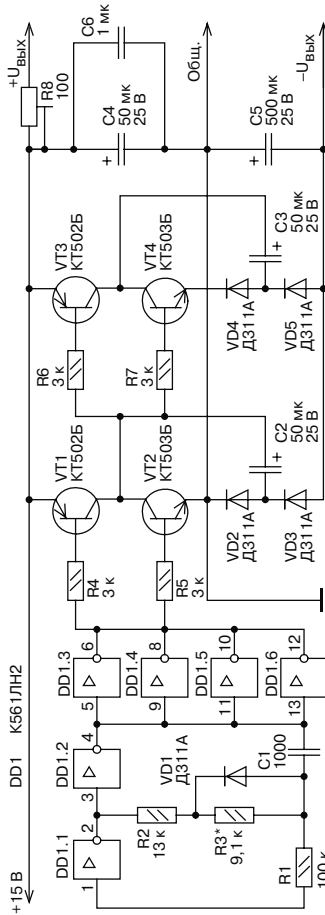 +15 В
DD1 К561ЛН2
DD1.1
1
2
DD1.2
3
4
R2
13 к
R3*
9,1 к
VD1
Д311А
C1
1000
R1
100 к
DD1.3
5
6
DD1.4
9
8
DD1.5
11
10
DD1.6
13
12
R4
3 к
R5
3 к
VT1
КТ502Б
VT2
КТ503Б
VD2
Д311А
VD3
Д311А
C2
50 мк
25 В
+
R6
3 к
R7
3 к
VT3
КТ502Б
VT4
КТ503Б
VD4
Д311А
VD5
Д311А
C3
50 мк
25 В
+
C6
1 мк
C4
50 мк
25 В
+
C5
500 мк
25 В
+
R8
100
+Uвых
Общ.
−Uвых